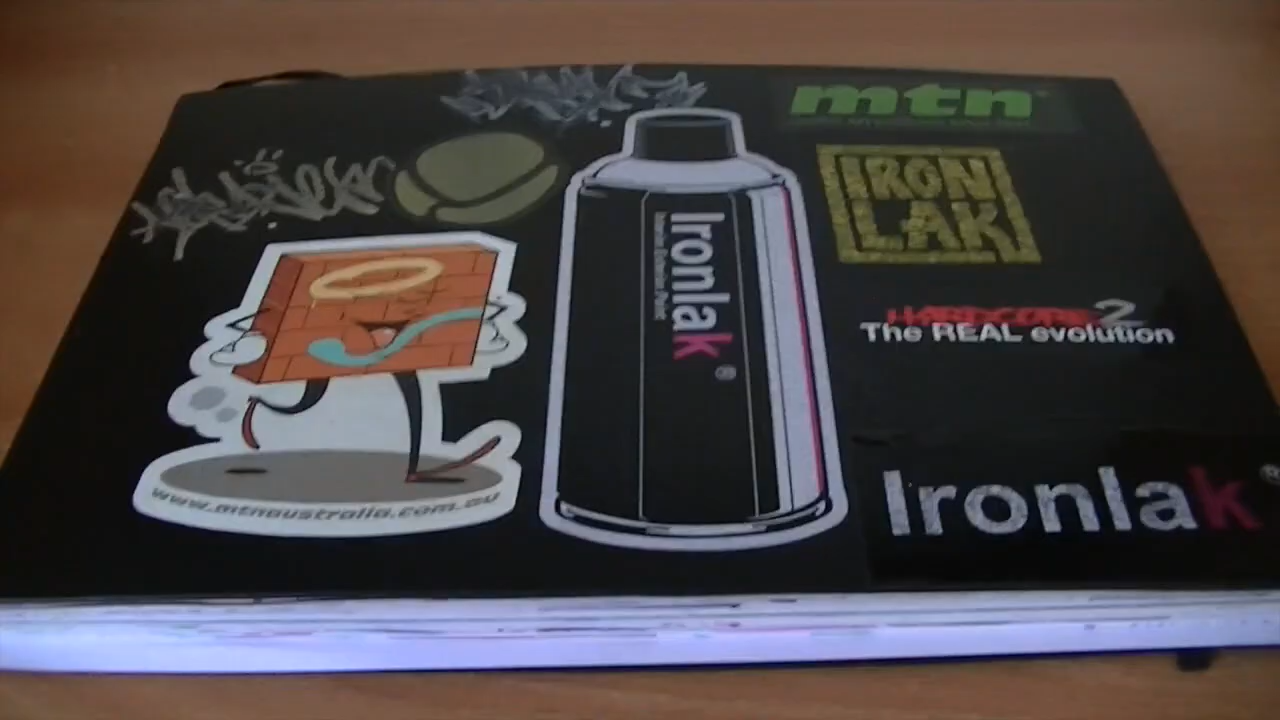 mtn
IRON
LAK
HARDCORE 2
The REAL evolution
Ironlak®
Ironlak®
www.mtnaustralia.com.au